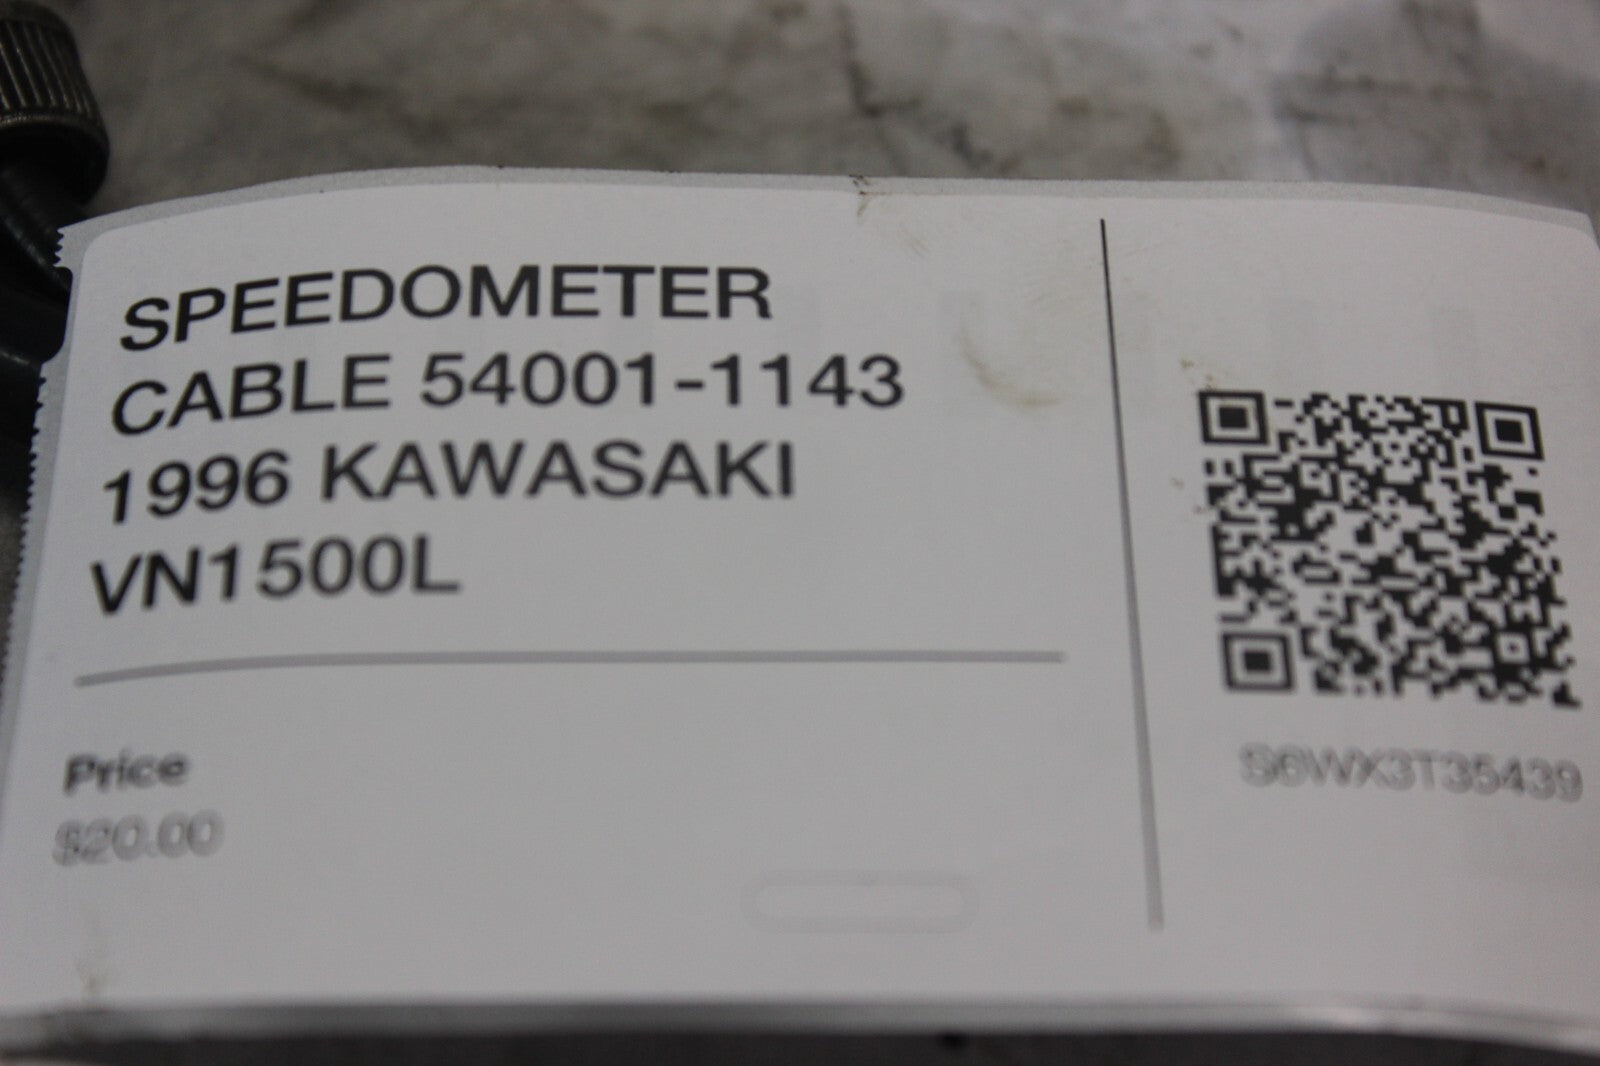 SPEEDOMETER
CABLE 54001-1143
1996 KAWASAKI
VN1500L
Price
$20.00
S6WX3T35439